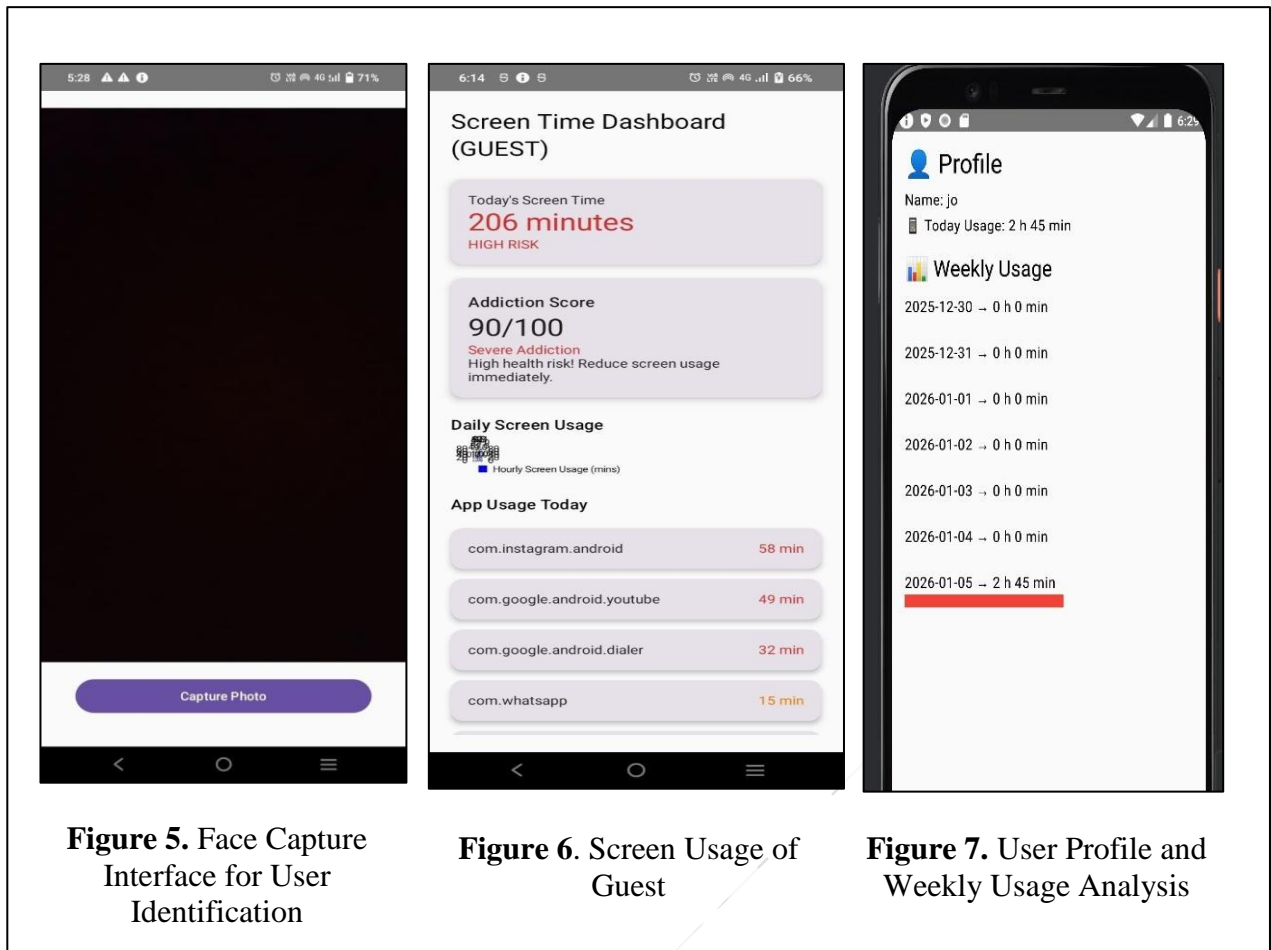 5:28 4G 71%
Capture Photo
Figure 5. Face Capture
Interface for User
Identification
6:14 4G 66%
Screen Time Dashboard
(GUEST)
Today's Screen Time
206 minutes
HIGH RISK
Addiction Score
90/100
Severe Addiction
High health risk! Reduce screen usage
immediately.
Daily Screen Usage
Hourly Screen Usage (mins)
App Usage Today
com.instagram.android 58 min
com.google.android.youtube 49 min
com.google.android.dialer 32 min
com.whatsapp 15 min
Figure 6. Screen Usage of
Guest
6:29
Profile
Name: jo
Today Usage: 2 h 45 min
Weekly Usage
2025-12-30 → 0 h 0 min
2025-12-31 → 0 h 0 min
2026-01-01 → 0 h 0 min
2026-01-02 → 0 h 0 min
2026-01-03 → 0 h 0 min
2026-01-04 → 0 h 0 min
2026-01-05 → 2 h 45 min
Figure 7. User Profile and
Weekly Usage Analysis